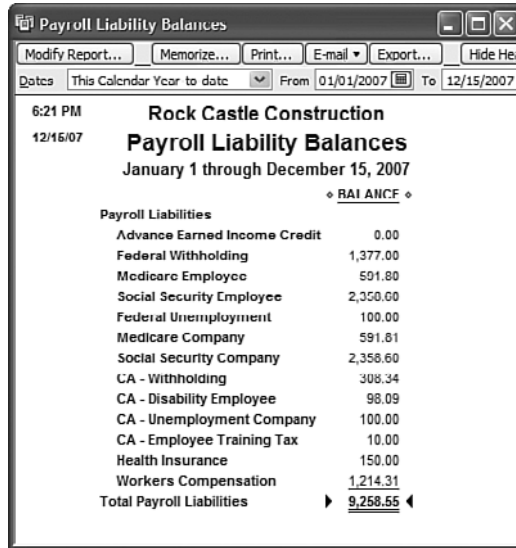 Payroll Liability Balances
Modify Report... Memorize... Print... E-mail Export... Hide Hea
Dates This Calendar Year-to-date From 01/01/2007 To 12/15/2007
6:21 PM
12/15/07
Rock Castle Construction
Payroll Liability Balances
January 1 through December 15, 2007
BALANCE
Payroll Liabilities
Advance Earned Income Credit 0.00
Federal Withholding 1,377.00
Medicare Employee 591.80
Social Security Employee 2,358.60
Federal Unemployment 100.00
Medicare Company 591.81
Social Security Company 2,358.60
CA - Withholding 308.34
CA - Disability Employee 98.09
CA - Unemployment Company 100.00
CA - Employee Training Tax 10.00
Health Insurance 150.00
Workers Compensation 1,214.31
Total Payroll Liabilities 9,258.55